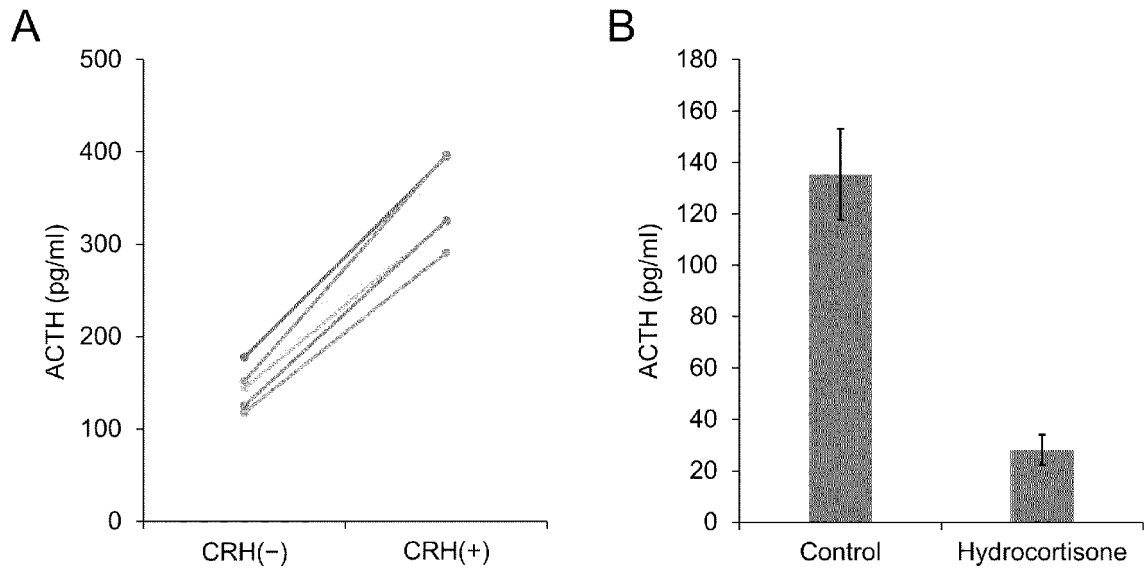 A
ACTH (pg/ml)
500
400
300
200
100
0
CRH(−)
CRH(+)
B
ACTH (pg/ml)
180
160
140
120
100
80
60
40
20
0
Control
Hydrocortisone